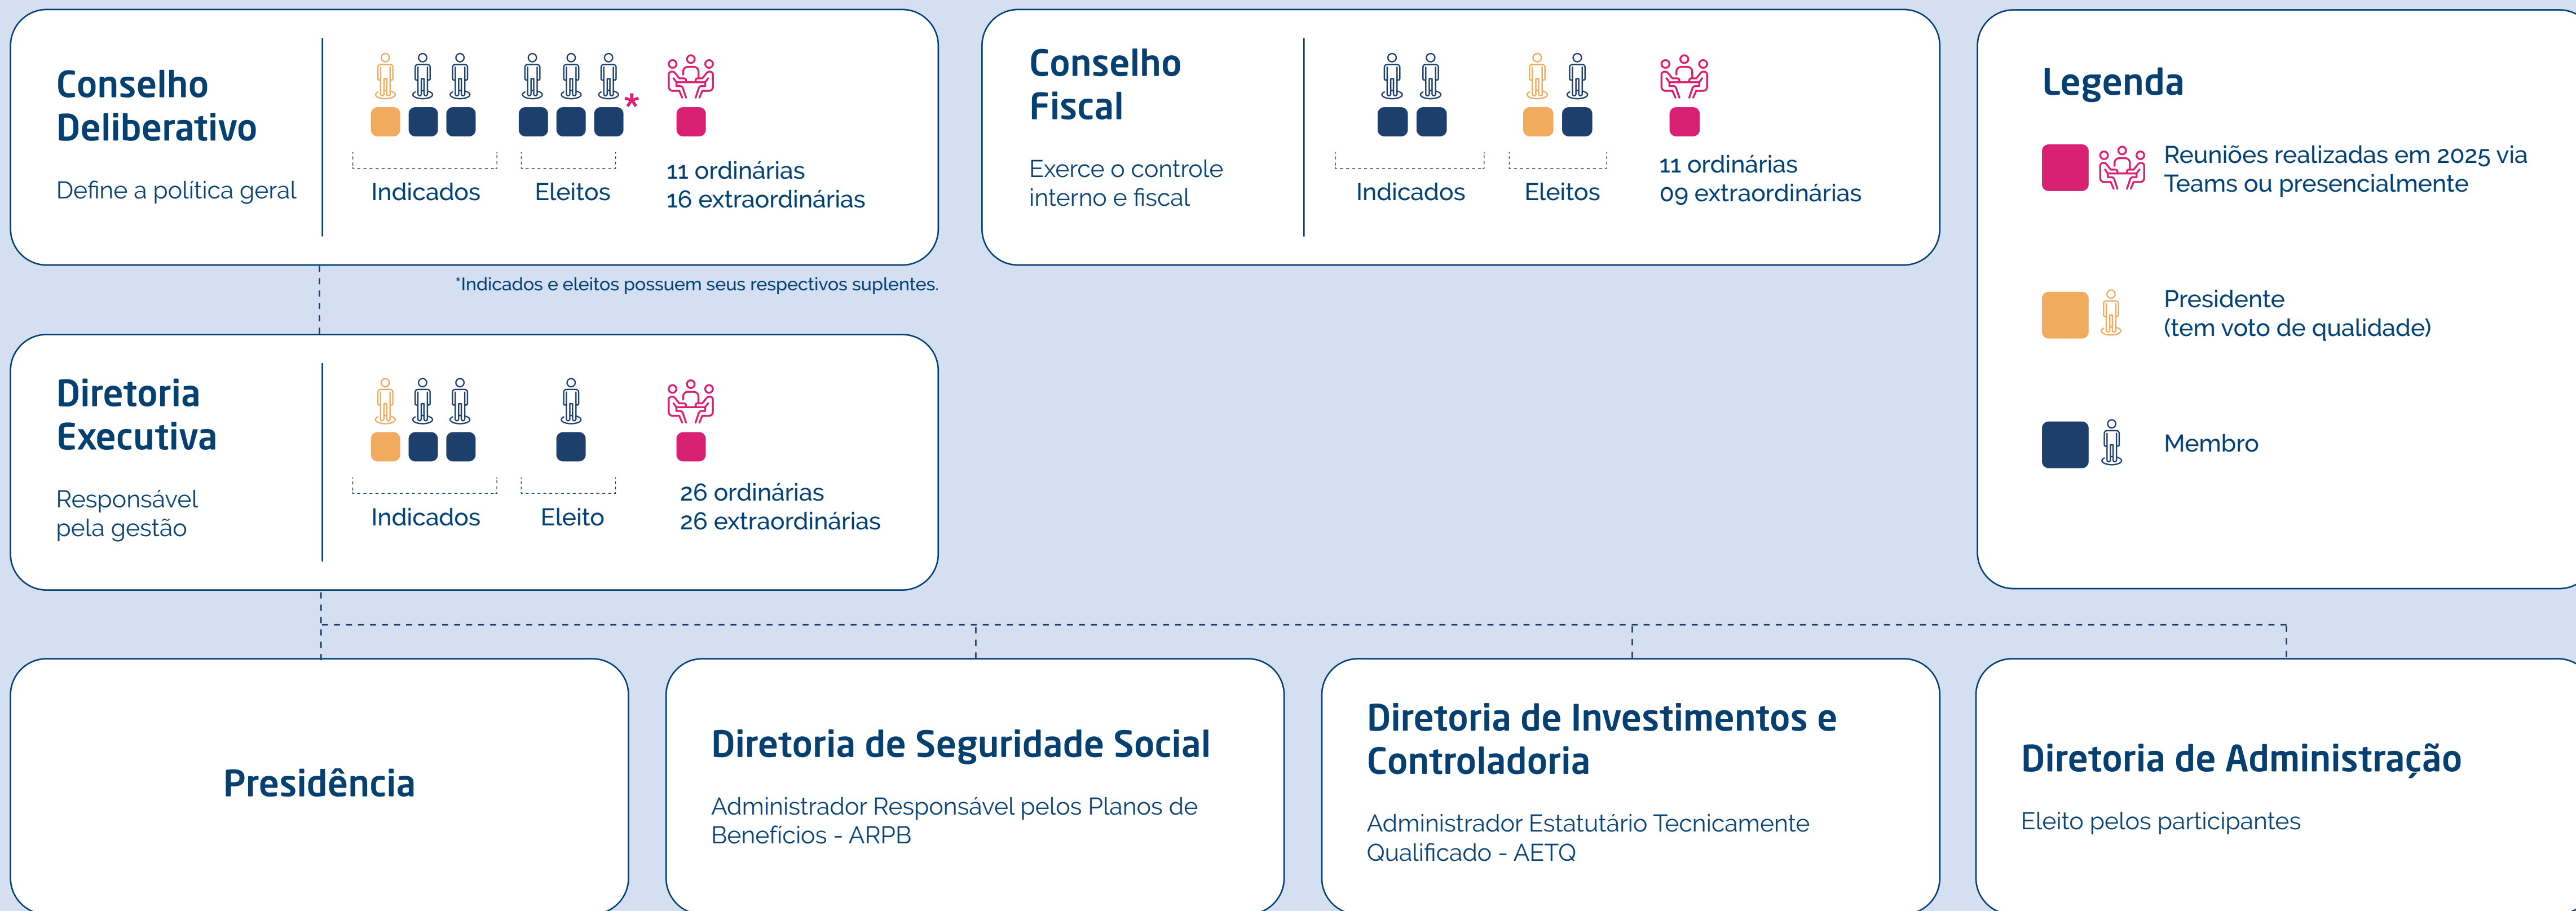 Conselho
Deliberativo
Define a política geral
*
Indicados
Eleitos
11 ordinárias
16 extraordinárias
*Indicados e eleitos possuem seus respectivos suplentes.
Conselho
Fiscal
Exerce o controle
interno e fiscal
Indicados
Eleitos
11 ordinárias
09 extraordinárias
Legenda
Reuniões realizadas em 2025 via
Teams ou presencialmente
Presidente
(tem voto de qualidade)
Membro
Diretoria
Executiva
Responsável
pela gestão
Indicados
Eleito
26 ordinárias
26 extraordinárias
Presidência
Diretoria de Seguridade Social
Administrador Responsável pelos Planos de
Benefícios - ARPB
Diretoria de Investimentos e
Controladoria
Administrador Estatutário Tecnicamente
Qualificado - AETQ
Diretoria de Administração
Eleito pelos participantes